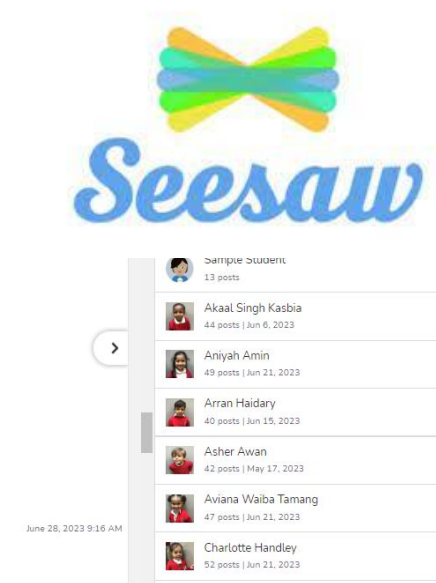 Seesaw
Sample Student
13 posts
Akaal Singh Kasbia
44 posts | Jun 6, 2023
Aniyah Amin
49 posts | Jun 21, 2023
Arran Haidary
40 posts | Jun 15, 2023
Asher Awan
42 posts | May 17, 2023
Aviana Waiba Tamang
47 posts | Jun 21, 2023
June 28, 2023 9:16 AM
Charlotte Handley
52 posts | Jun 21, 2023